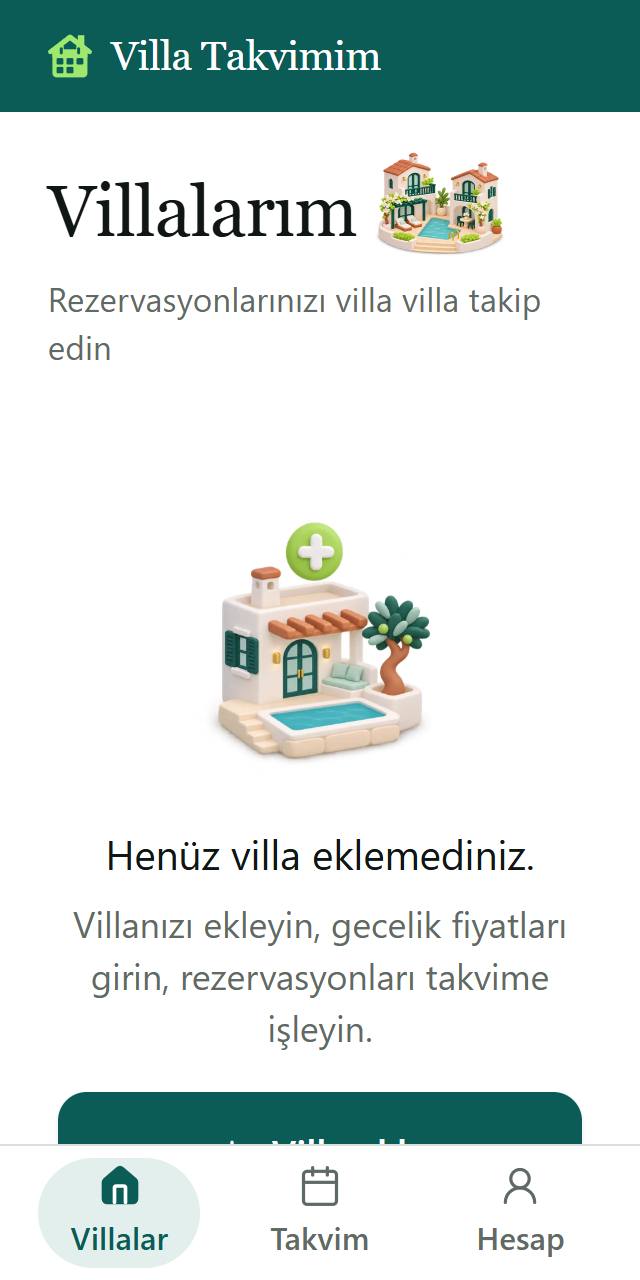 Villa Takvimim
Villalarım
Rezervasyonlarınızı villa villa takip
edin
Henüz villa eklemediniz.
Villanızı ekleyin, gecelik fiyatları
girin, rezervasyonları takvime
işleyin.
Villalar
Takvim
Hesap